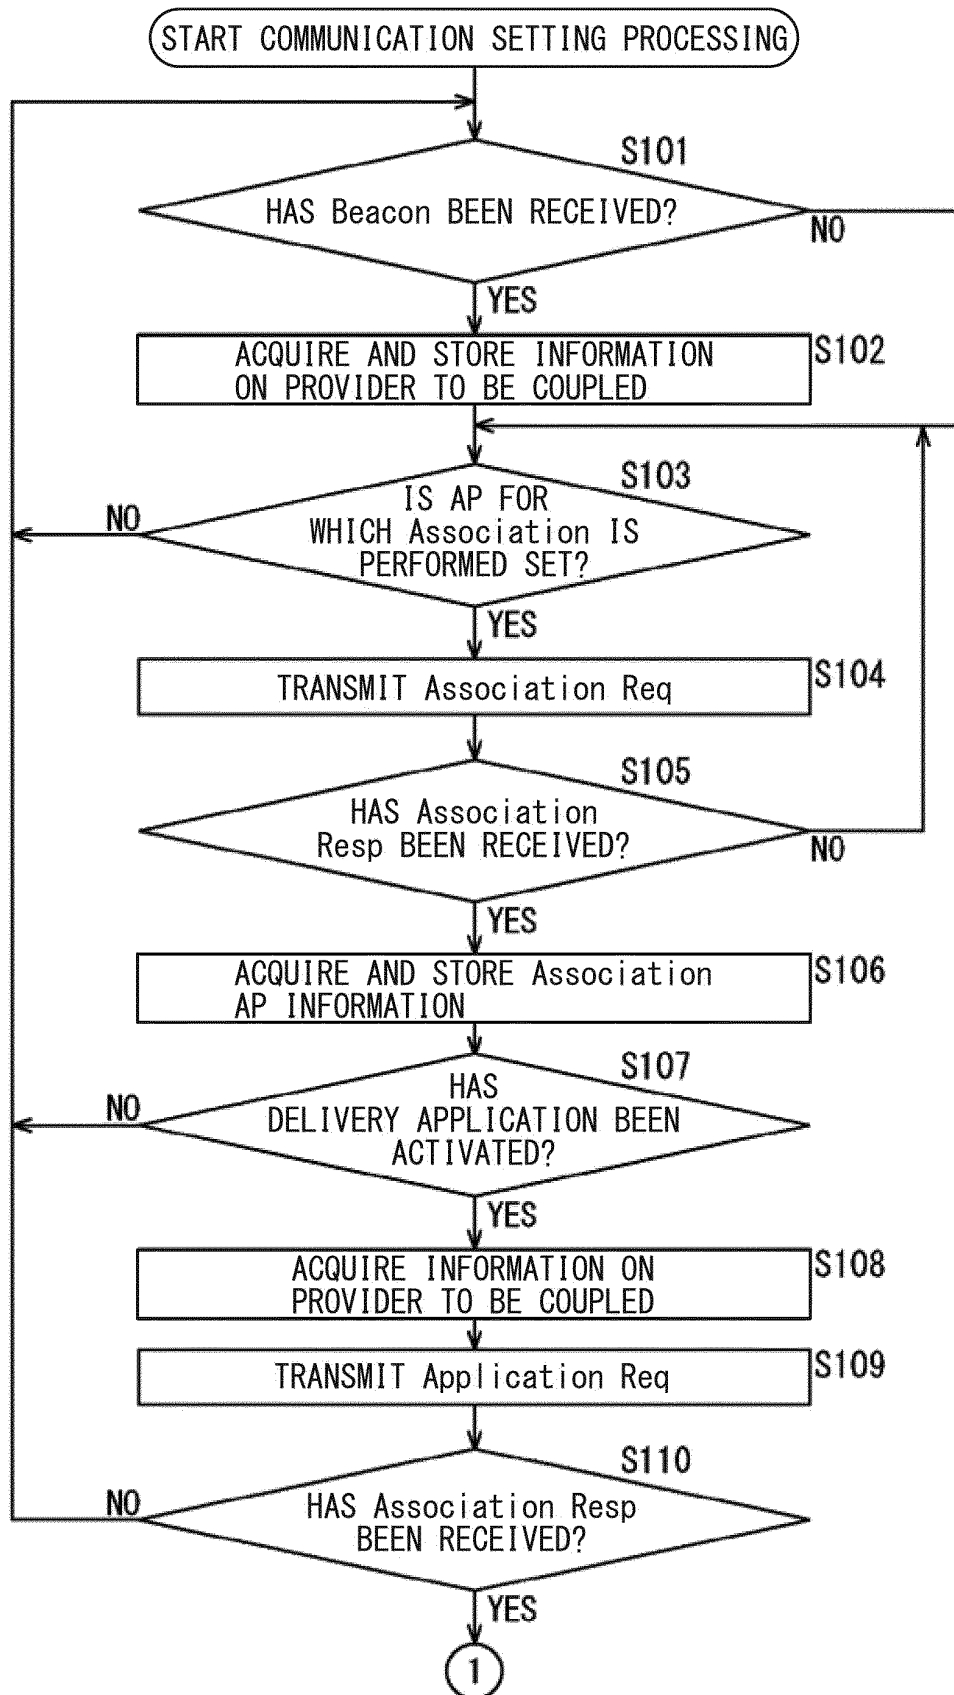 START COMMUNICATION SETTING PROCESSING
S101
HAS Beacon BEEN RECEIVED?
NO
YES
S102
ACQUIRE AND STORE INFORMATION
ON PROVIDER TO BE COUPLED
S103
IS AP FOR
WHICH Association IS
PERFORMED SET?
NO
YES
S104
TRANSMIT Association Req
S105
HAS Association
Resp BEEN RECEIVED?
NO
YES
S106
ACQUIRE AND STORE Association
AP INFORMATION
S107
HAS
DELIVERY APPLICATION BEEN
ACTIVATED?
NO
YES
S108
ACQUIRE INFORMATION ON
PROVIDER TO BE COUPLED
S109
TRANSMIT Application Req
S110
HAS Association Resp
BEEN RECEIVED?
NO
YES
1